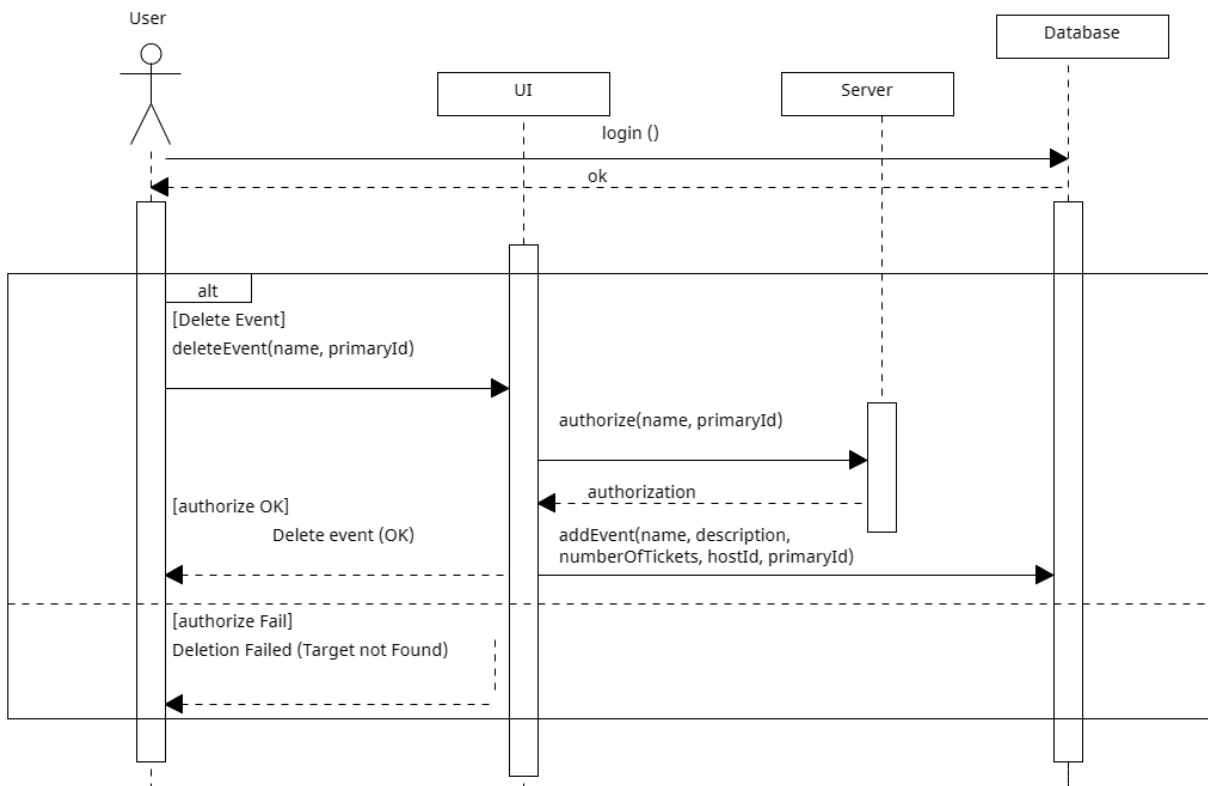 User
Database
UI
Server
login ()
ok
alt
[Delete Event]
deleteEvent(name, primaryId)
authorize(name, primaryId)
authorization
[authorize OK]
Delete event (OK)
addEvent(name, description,
numberOfTickets, hostId, primaryId)
[authorize Fail]
Deletion Failed (Target not Found)